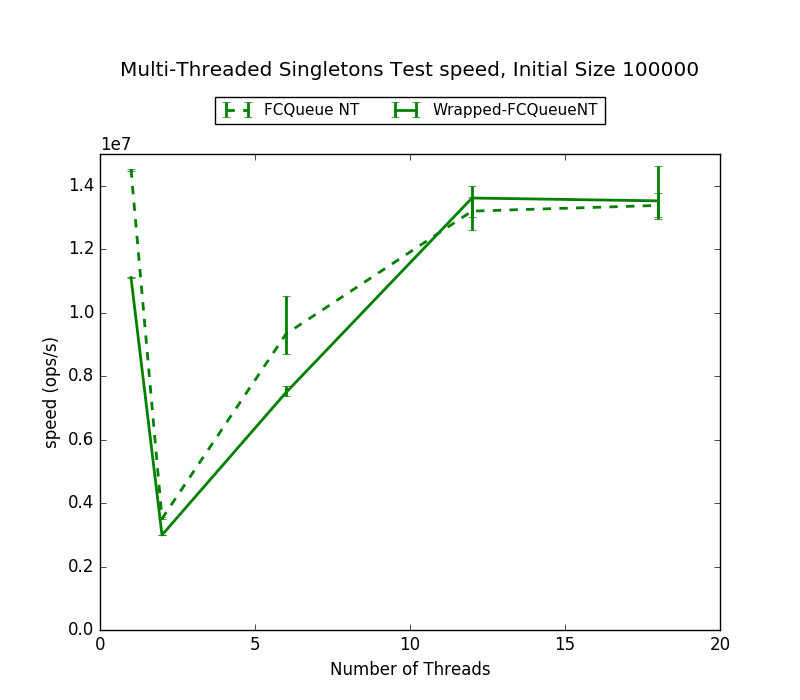 Multi-Threaded Singletons Test speed, Initial Size 100000
FCQueue NT
Wrapped-FCQueueNT
1e7
1.4
1.2
1.0
0.8
0.6
0.4
0.2
0.0
speed (ops/s)
0 5 10 15 20
Number of Threads